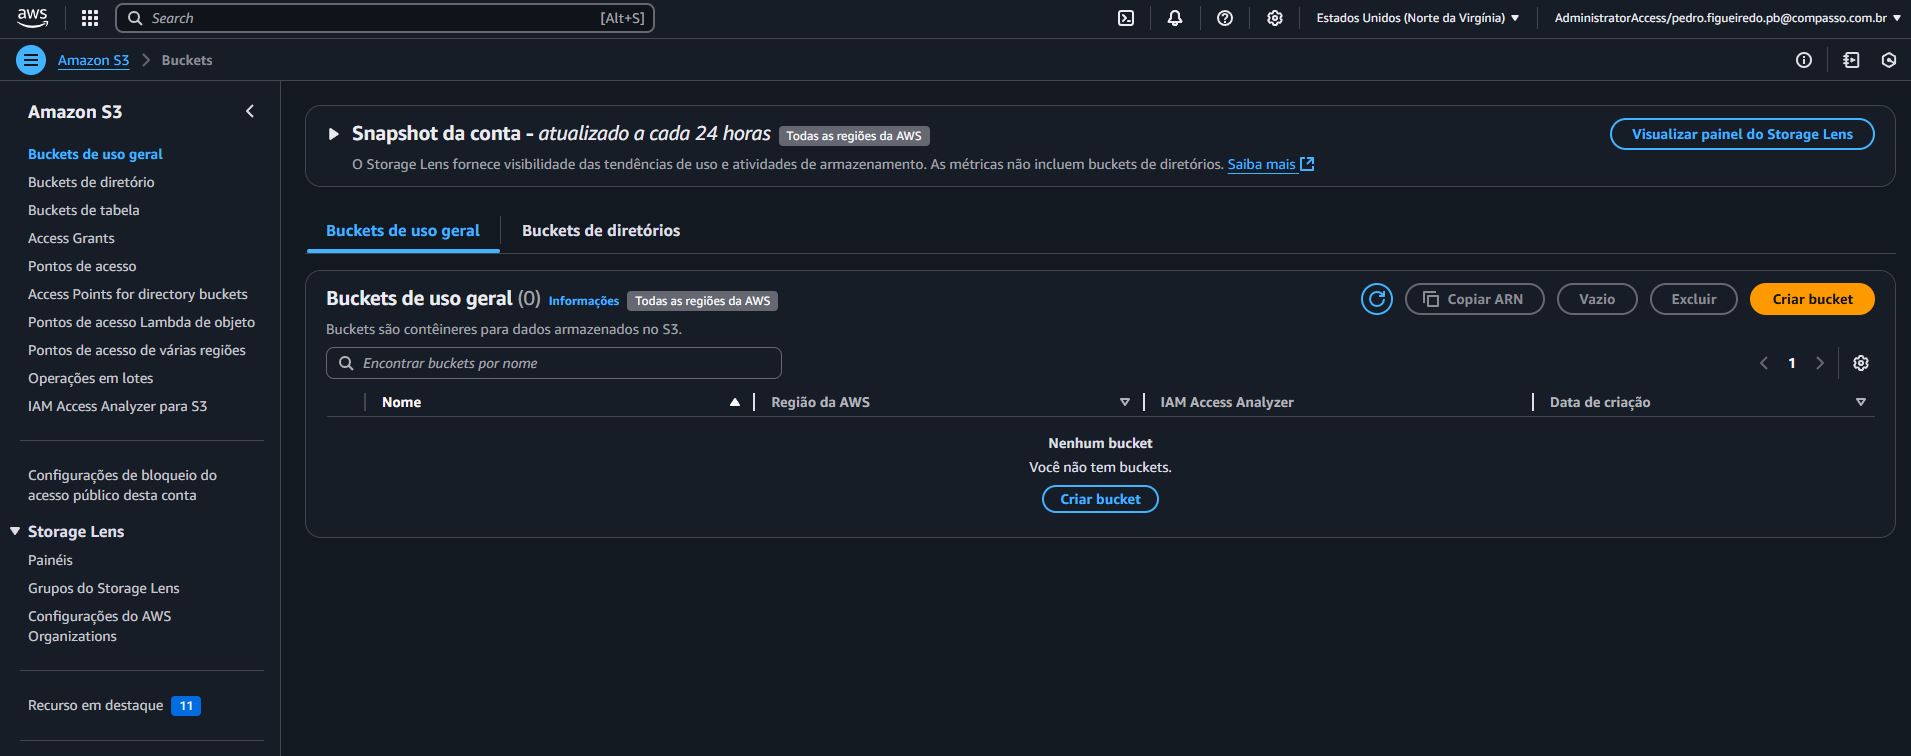 aws
Search [Alt+S]
Estados Unidos (Norte da Virgínia)
AdministratorAccess/pedro.figueiredo.pb@compasso.com.br
Amazon S3
Buckets
Amazon S3
Buckets de uso geral
Buckets de diretório
Buckets de tabela
Access Grants
Pontos de acesso
Access Points for directory buckets
Pontos de acesso Lambda de objeto
Pontos de acesso de várias regiões
Operações em lotes
IAM Access Analyzer para S3
Configurações de bloqueio do
acesso público desta conta
Storage Lens
Painéis
Grupos do Storage Lens
Configurações do AWS
Organizations
Recurso em destaque 11
Snapshot da conta - atualizado a cada 24 horas Todas as regiões da AWS
Visualizar painel do Storage Lens
O Storage Lens fornece visibilidade das tendências de uso e atividades de armazenamento. As métricas não incluem buckets de diretórios. Saiba mais
Buckets de uso geral
Buckets de diretórios
Buckets de uso geral (0) Informações Todas as regiões da AWS
Copiar ARN
Vazio
Excluir
Criar bucket
Buckets são contêineres para dados armazenados no S3.
Encontrar buckets por nome
1
Nome
Região da AWS
IAM Access Analyzer
Data de criação
Nenhum bucket
Você não tem buckets.
Criar bucket